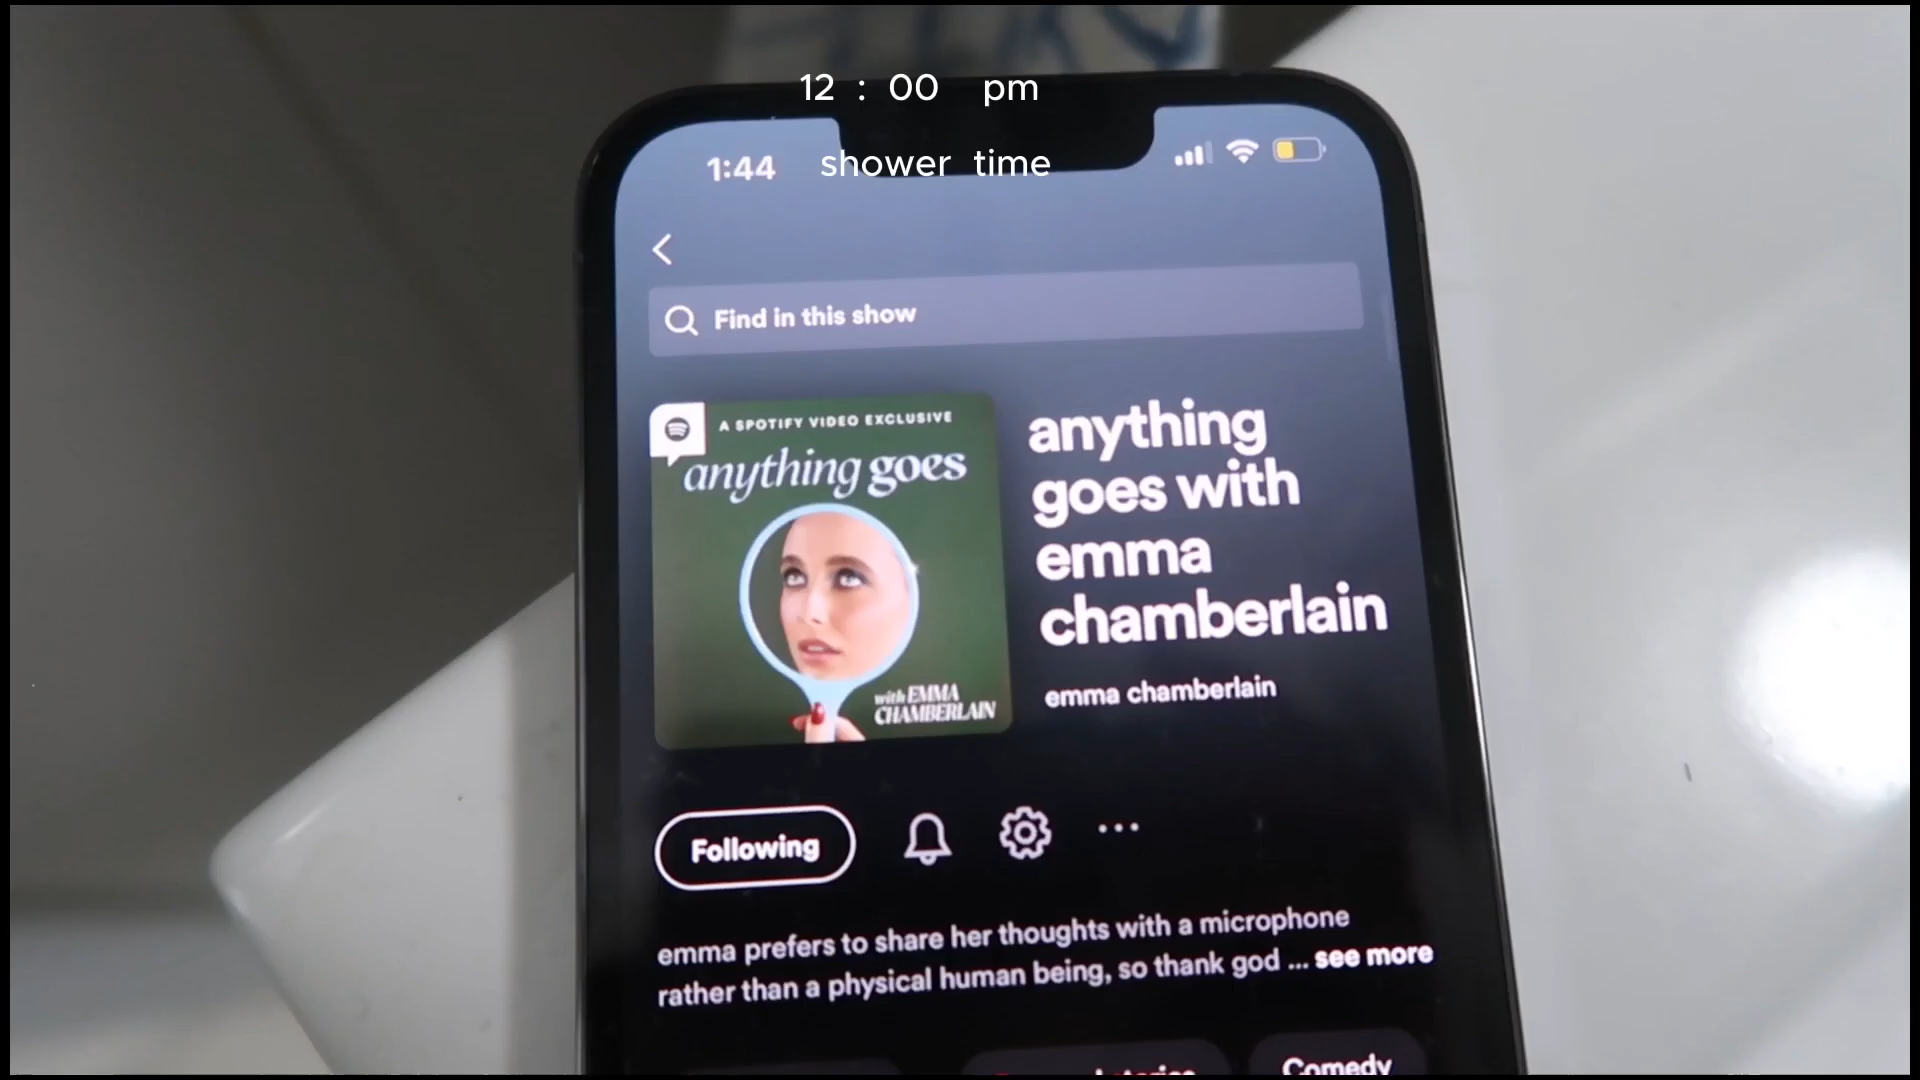 12 : 00 pm
1:44
shower time
Find in this show
A SPOTIFY VIDEO EXCLUSIVE
anything goes
with EMMA
CHAMBERLAIN
anything
goes with
emma
chamberlain
emma chamberlain
Following
emma prefers to share her thoughts with a microphone
rather than a physical human being, so thank god ... see more
Comedy